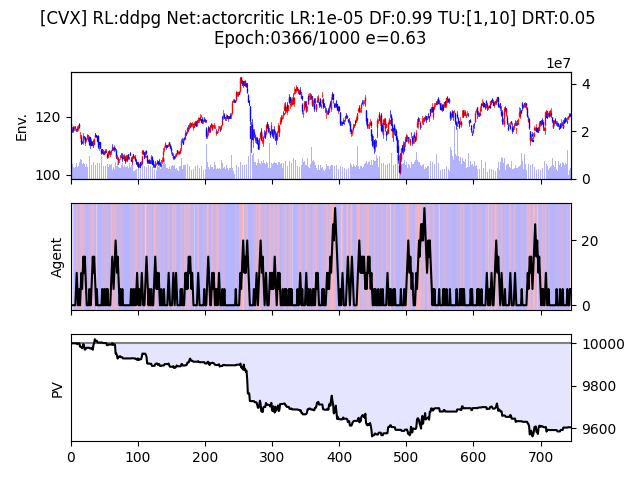 [CVX] RL:ddpg Net:actorcritic LR:1e-05 DF:0.99 TU:[1,10] DRT:0.05
Epoch:0366/1000 e=0.63
1e7
Env.
120
100
4
2
0
Agent
20
0
PV
10000
9800
9600
0 100 200 300 400 500 600 700